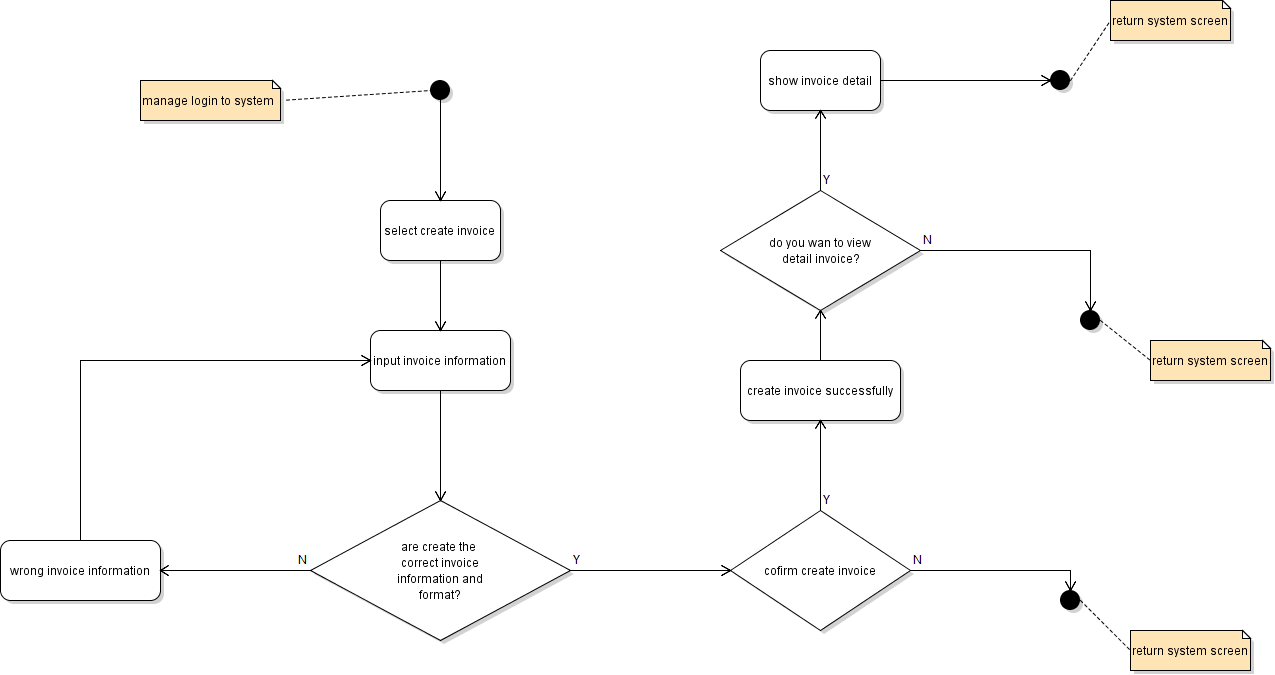 return system screen
show invoice detail
manage login to system
Y
select create invoice
do you wan to view
detail invoice?
N
input invoice information
create invoice successfully
return system screen
Y
are create the
correct invoice
information and
format?
N
Y
wrong invoice information
cofirm create invoice
N
return system screen